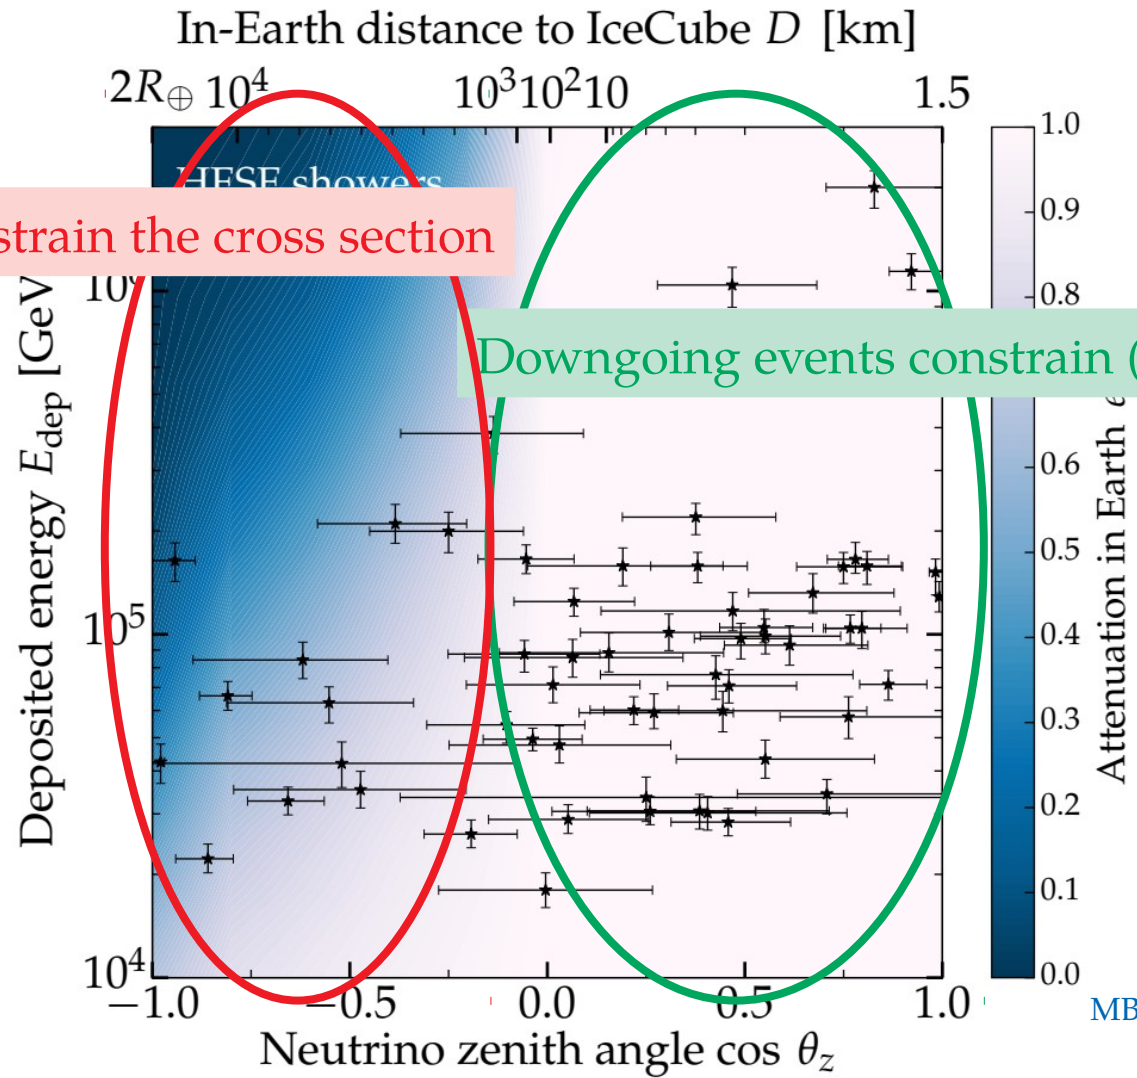 In-Earth distance to IceCube D [km]
2R⊕ 10⁴ 10³10²10 1.5
HESE showers
strain the cross section
Downgoing events constrain (
Deposited energy E_dep [GeV
10⁵
10⁴
−1.0 −0.5 0.0 0.5 1.0
Neutrino zenith angle cos θ_z
1.0
0.9
0.8
0.6
0.5
0.4
0.3
0.2
0.1
0.0
Attenuation in Earth
MB